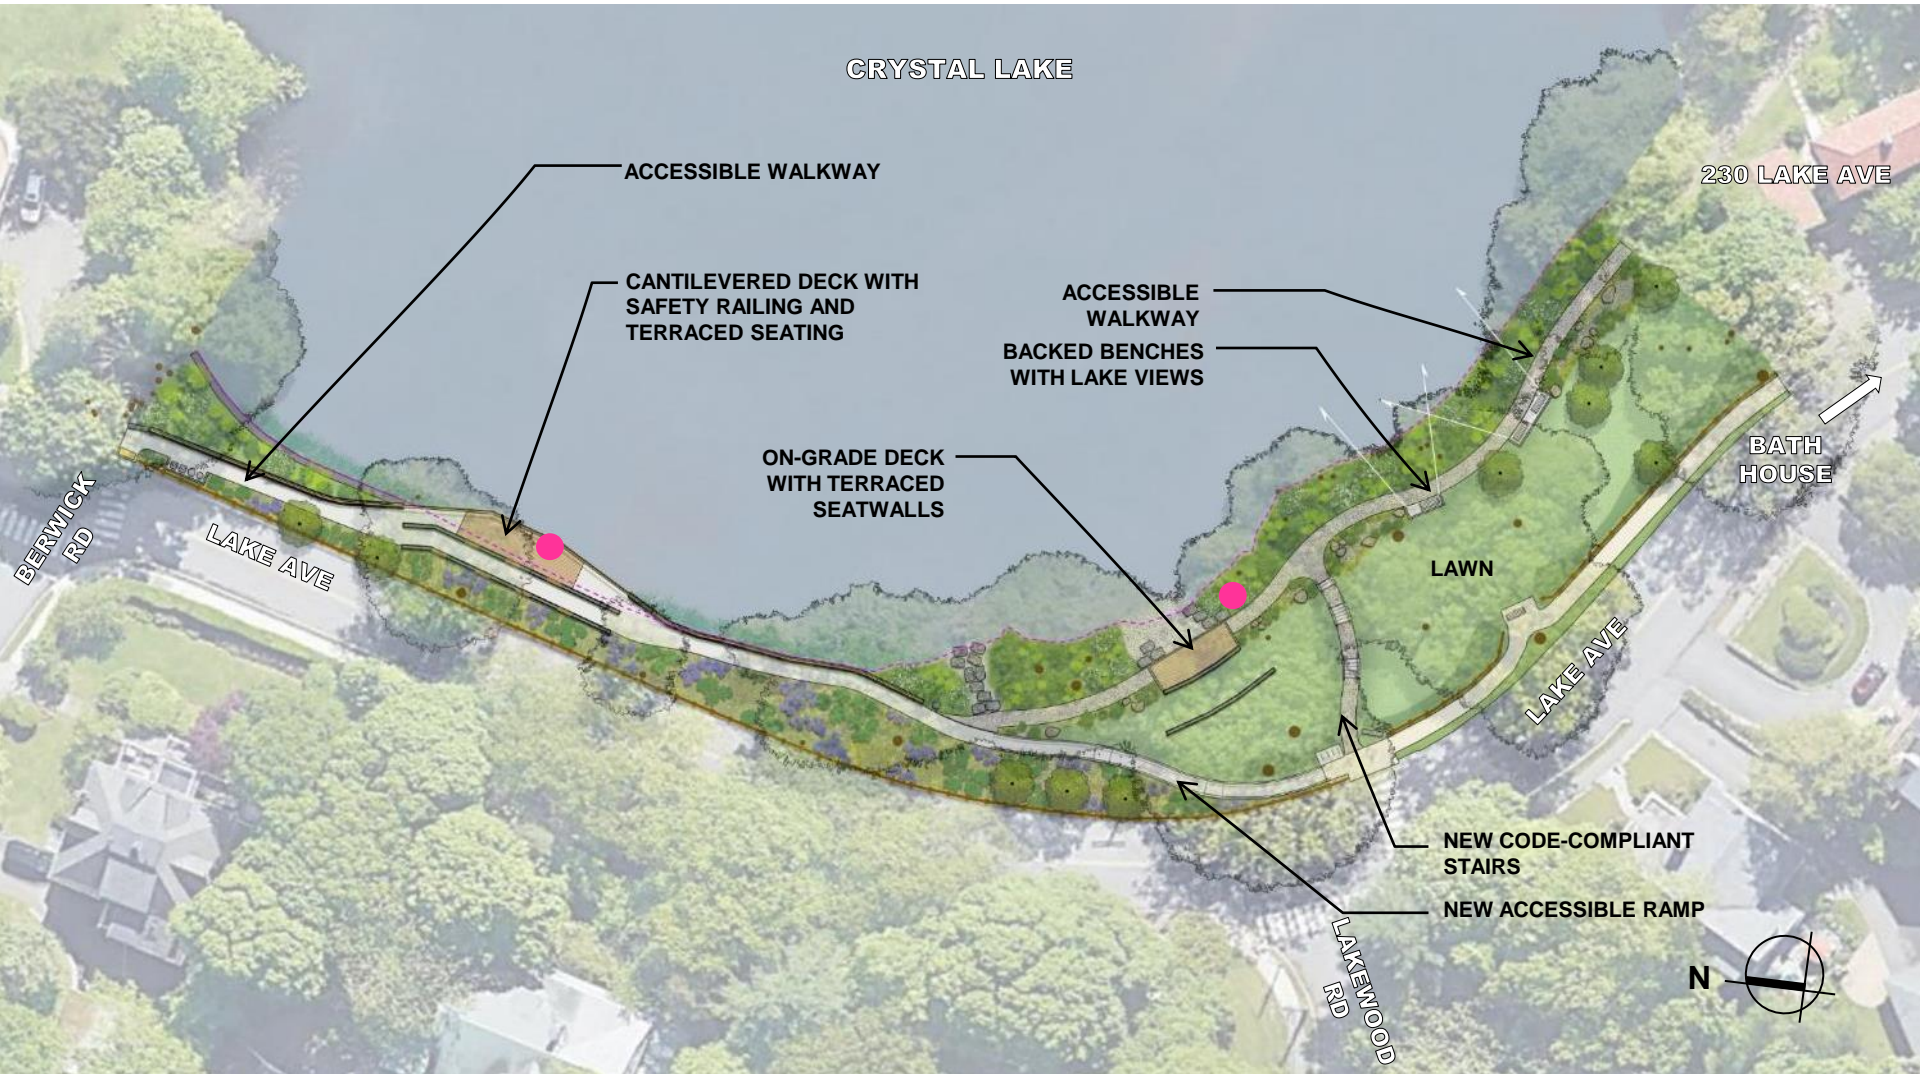 CRYSTAL LAKE
ACCESSIBLE WALKWAY
230 LAKE AVE
CANTILEVERED DECK WITH
SAFETY RAILING AND
TERRACED SEATING
ACCESSIBLE
WALKWAY
BACKED BENCHES
WITH LAKE VIEWS
ON-GRADE DECK
WITH TERRACED
SEATWALLS
BATH
HOUSE
BERWICK
RD
LAKE AVE
LAWN
LAKE AVE
NEW CODE-COMPLIANT
STAIRS
NEW ACCESSIBLE RAMP
LAKEWOOD
RD
N